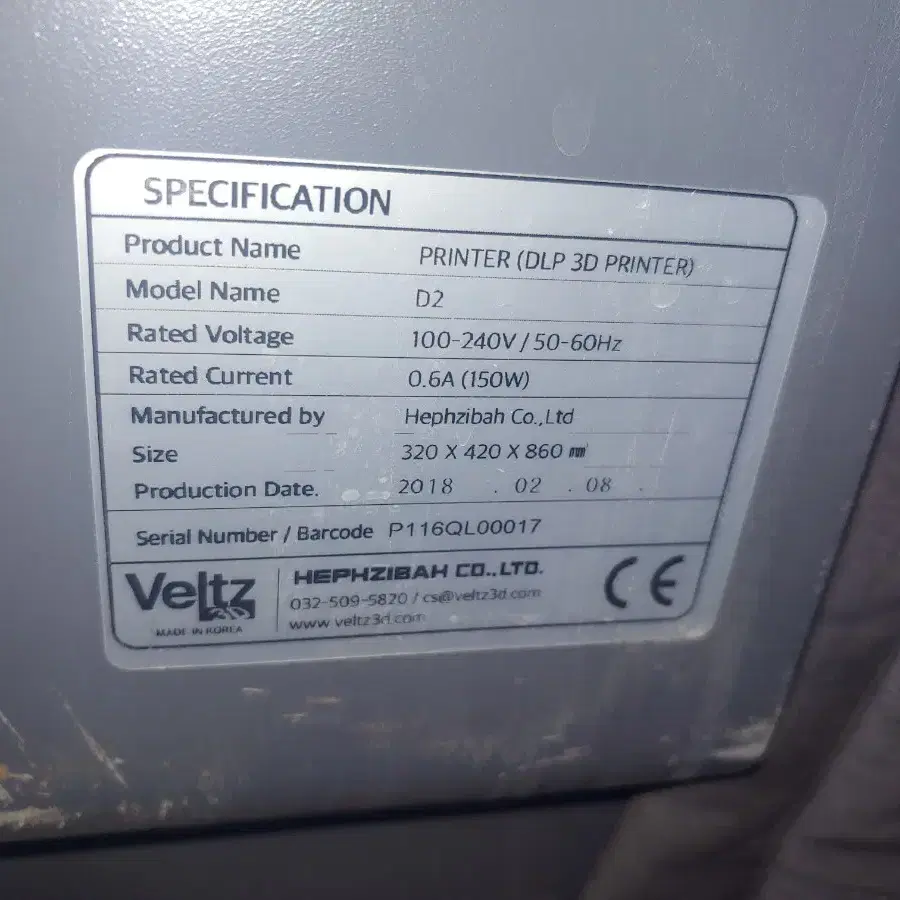 SPECIFICATION
Product Name PRINTER (DLP 3D PRINTER)
Model Name D2
Rated Voltage 100-240V / 50-60Hz
Rated Current 0.6A (150W)
Manufactured by Hephzibah Co.,Ltd
Size 320 X 420 X 860 ㎜
Production Date. 2018 . 02 . 08 .
Serial Number / Barcode P116QL00017
Veltz 3D
MADE IN KOREA
HEPHZIBAH CO.,LTD.
032-509-5820 / cs@veltz3d.com
www.veltz3d.com
CE